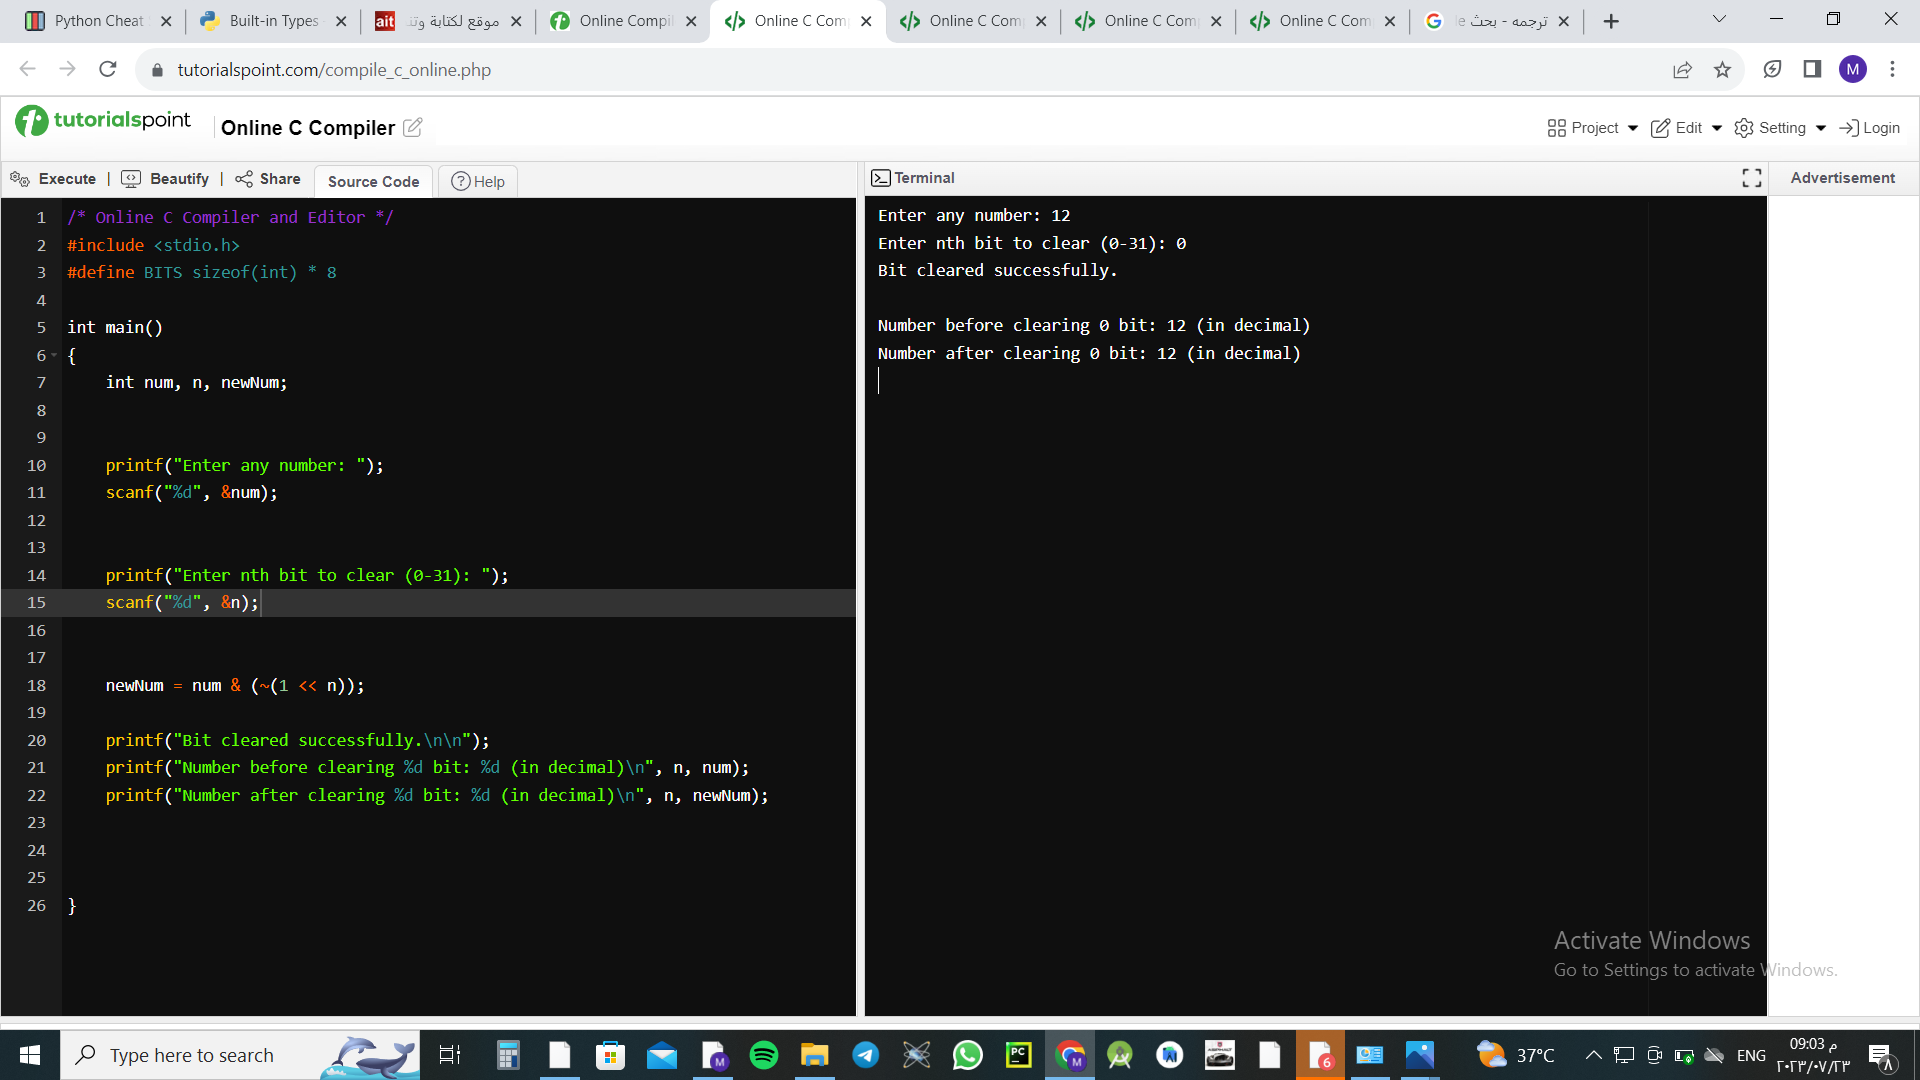 Python Cheat
Built-in Types
موقع لكتابة وتن
Online Compil
Online C Com
Online C Com
Online C Com
Online C Com
ترجمه - بحث
tutorialspoint.com/compile_c_online.php
M
tutorialspoint
Online C Compiler
Project
Edit
Setting
Login
Execute | Beautify | Share
Source Code
Help
Terminal
Advertisement
1 /* Online C Compiler and Editor */
2 #include <stdio.h>
3 #define BITS sizeof(int) * 8
4
5 int main()
6 {
7 int num, n, newNum;
8
9
10 printf("Enter any number: ");
11 scanf("%d", &num);
12
13
14 printf("Enter nth bit to clear (0-31): ");
15 scanf("%d", &n);
16
17
18 newNum = num & (~(1 << n));
19
20 printf("Bit cleared successfully.\n\n");
21 printf("Number before clearing %d bit: %d (in decimal)\n", n, num);
22 printf("Number after clearing %d bit: %d (in decimal)\n", n, newNum);
23
24
25
26 }
Enter any number: 12
Enter nth bit to clear (0-31): 0
Bit cleared successfully.
Number before clearing 0 bit: 12 (in decimal)
Number after clearing 0 bit: 12 (in decimal)
Activate Windows
Go to Settings to activate Windows.
Type here to search
37°C
ENG
09:03 م
٢٠٢٣/٠٧/٢٣